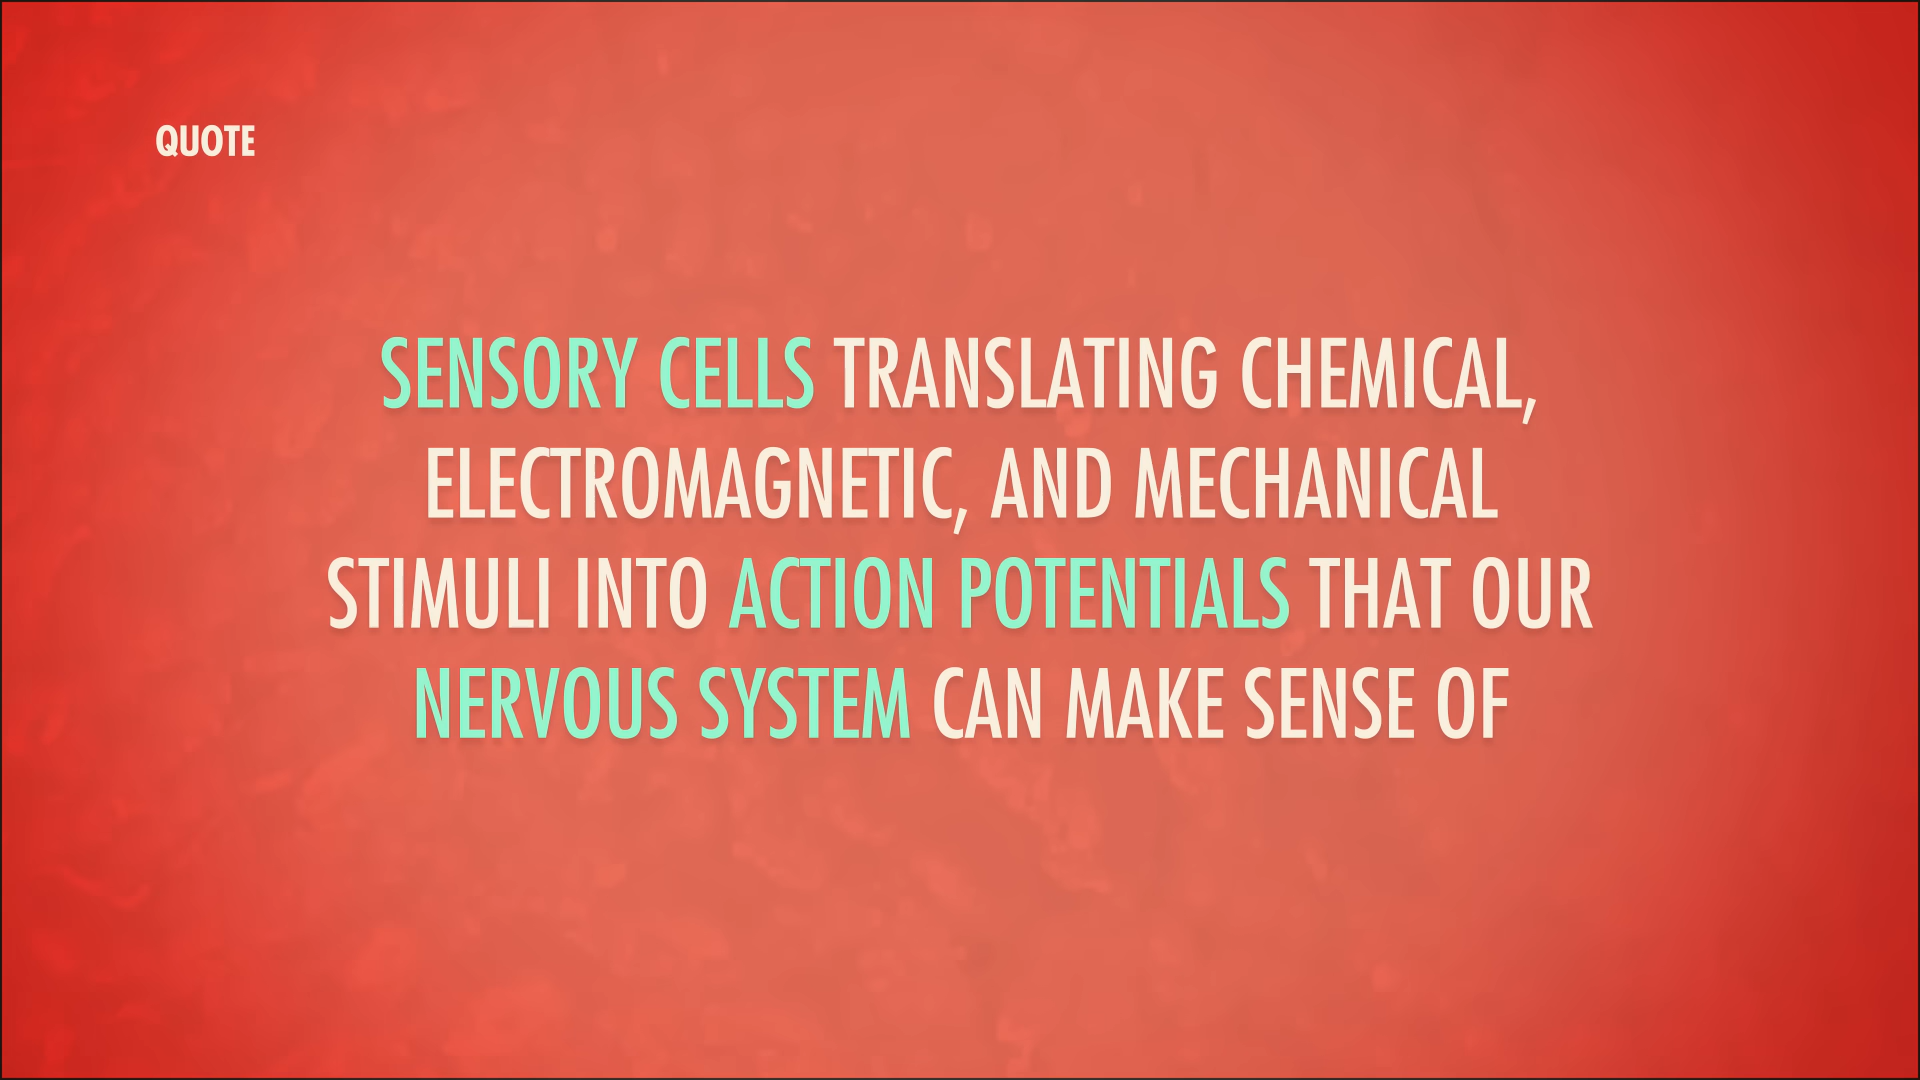 QUOTE
SENSORY CELLS TRANSLATING CHEMICAL,
ELECTROMAGNETIC, AND MECHANICAL
STIMULI INTO ACTION POTENTIALS THAT OUR
NERVOUS SYSTEM CAN MAKE SENSE OF